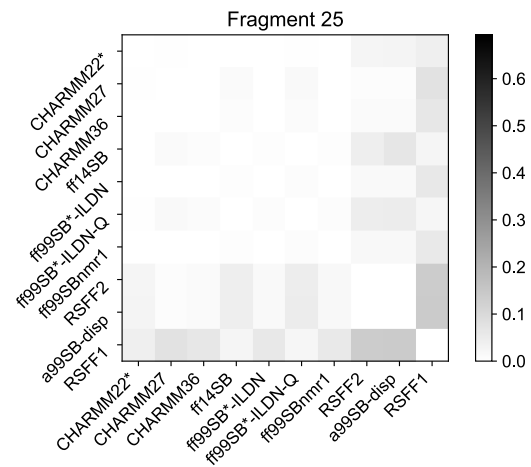 Fragment 25
CHARMM22*
CHARMM27
CHARMM36
ff14SB
ff99SB*-ILDN
ff99SB*-ILDN-Q
ff99SBnmr1
RSFF2
a99SB-disp
RSFF1
CHARMM22*
CHARMM27
CHARMM36
ff14SB
ff99SB*-ILDN
ff99SB*-ILDN-Q
ff99SBnmr1
RSFF2
a99SB-disp
RSFF1
0.6
0.5
0.4
0.3
0.2
0.1
0.0